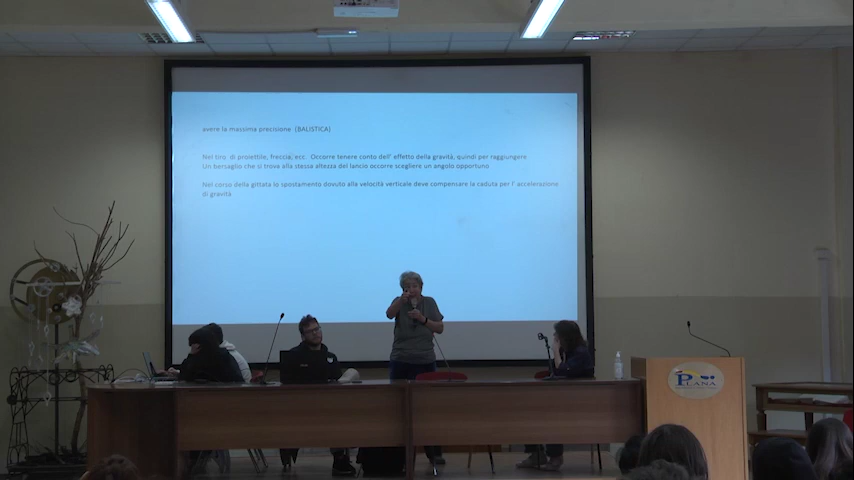 avere la massima precisione (BALISTICA)
Nel tiro di proiettile, freccia, ecc. Occorre tenere conto dell' effetto della gravità, quindi per raggiungere
Un bersaglio che si trova alla stessa altezza del lancio occorre scegliere un angolo opportuno
Nel corso della gittata lo spostamento dovuto alla velocità verticale deve compensare la caduta per l' accelerazione
di gravità
PLANA